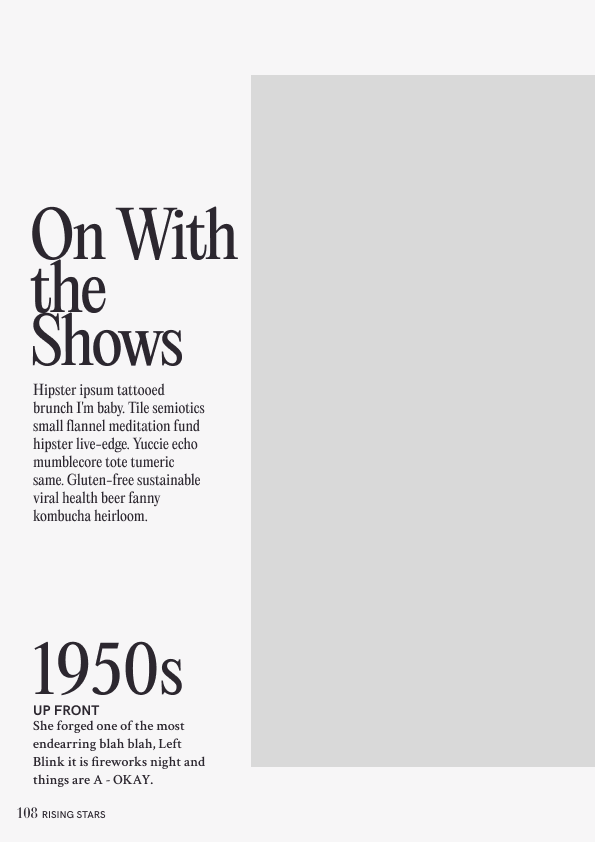 On With
the
Shows
Hipster ipsum tattooed
brunch I'm baby. Tile semiotics
small flannel meditation fund
hipster live-edge. Yuccie echo
mumblecore tote tumeric
same. Gluten-free sustainable
viral health beer fanny
kombucha heirloom.
1950s
UP FRONT
She forged one of the most
endearring blah blah, Left
Blink it is fireworks night and
things are A - OKAY.
108 RISING STARS